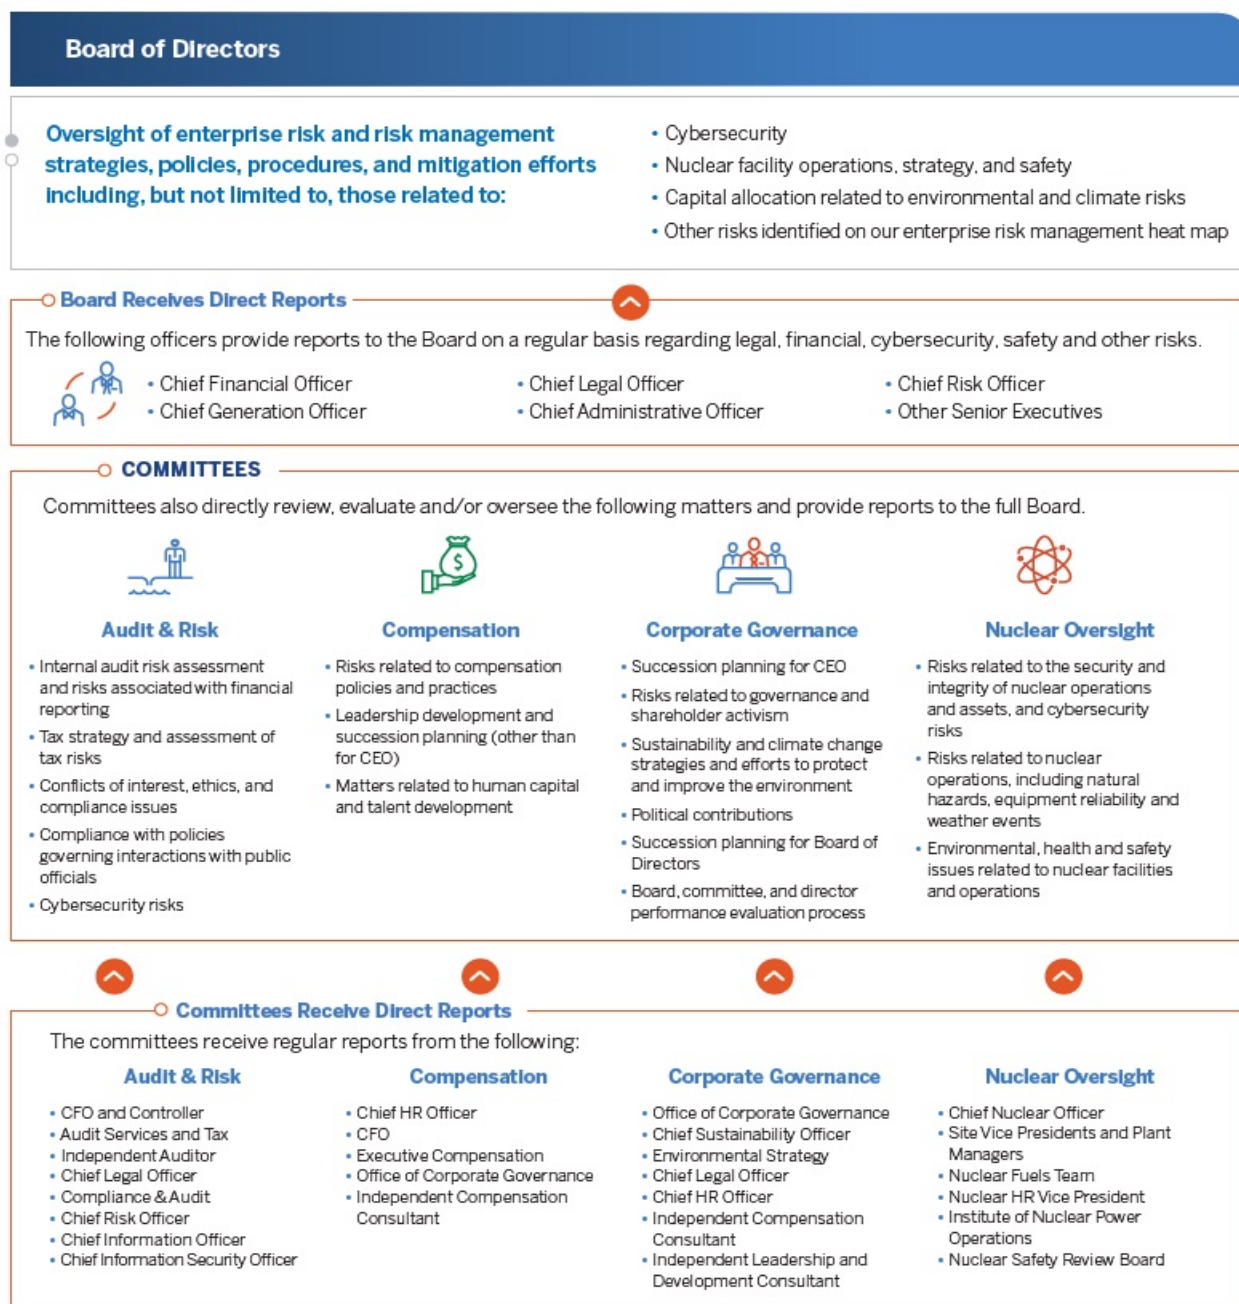 Board of Directors
Oversight of enterprise risk and risk management
strategies, policies, procedures, and mitigation efforts
including, but not limited to, those related to:
• Cybersecurity
• Nuclear facility operations, strategy, and safety
• Capital allocation related to environmental and climate risks
• Other risks identified on our enterprise risk management heat map
Board Receives Direct Reports
The following officers provide reports to the Board on a regular basis regarding legal, financial, cybersecurity, safety and other risks.
• Chief Financial Officer
• Chief Generation Officer
• Chief Legal Officer
• Chief Administrative Officer
• Chief Risk Officer
• Other Senior Executives
COMMITTEES
Committees also directly review, evaluate and/or oversee the following matters and provide reports to the full Board.
Audit & Risk
• Internal audit risk assessment
and risks associated with financial
reporting
• Tax strategy and assessment of
tax risks
• Conflicts of interest, ethics, and
compliance issues
• Compliance with policies
governing interactions with public
officials
• Cybersecurity risks
$
Compensation
• Risks related to compensation
policies and practices
• Leadership development and
succession planning (other than
for CEO)
• Matters related to human capital
and talent development
Corporate Governance
• Succession planning for CEO
• Risks related to governance and
shareholder activism
• Sustainability and climate change
strategies and efforts to protect
and improve the environment
• Political contributions
• Succession planning for Board of
Directors
• Board, committee, and director
performance evaluation process
Nuclear Oversight
• Risks related to the security and
integrity of nuclear operations
and assets, and cybersecurity
risks
• Risks related to nuclear
operations, including natural
hazards, equipment reliability and
weather events
• Environmental, health and safety
issues related to nuclear facilities
and operations
Committees Receive Direct Reports
The committees receive regular reports from the following:
Audit & Risk
• CFO and Controller
• Audit Services and Tax
• Independent Auditor
• Chief Legal Officer
• Compliance & Audit
• Chief Risk Officer
• Chief Information Officer
• Chief Information Security Officer
Compensation
• Chief HR Officer
• CFO
• Executive Compensation
• Office of Corporate Governance
• Independent Compensation
Consultant
Corporate Governance
• Office of Corporate Governance
• Chief Sustainability Officer
• Environmental Strategy
• Chief Legal Officer
• Chief HR Officer
• Independent Compensation
Consultant
• Independent Leadership and
Development Consultant
Nuclear Oversight
• Chief Nuclear Officer
• Site Vice Presidents and Plant
Managers
• Nuclear Fuels Team
• Nuclear HR Vice President
• Institute of Nuclear Power
Operations
• Nuclear Safety Review Board